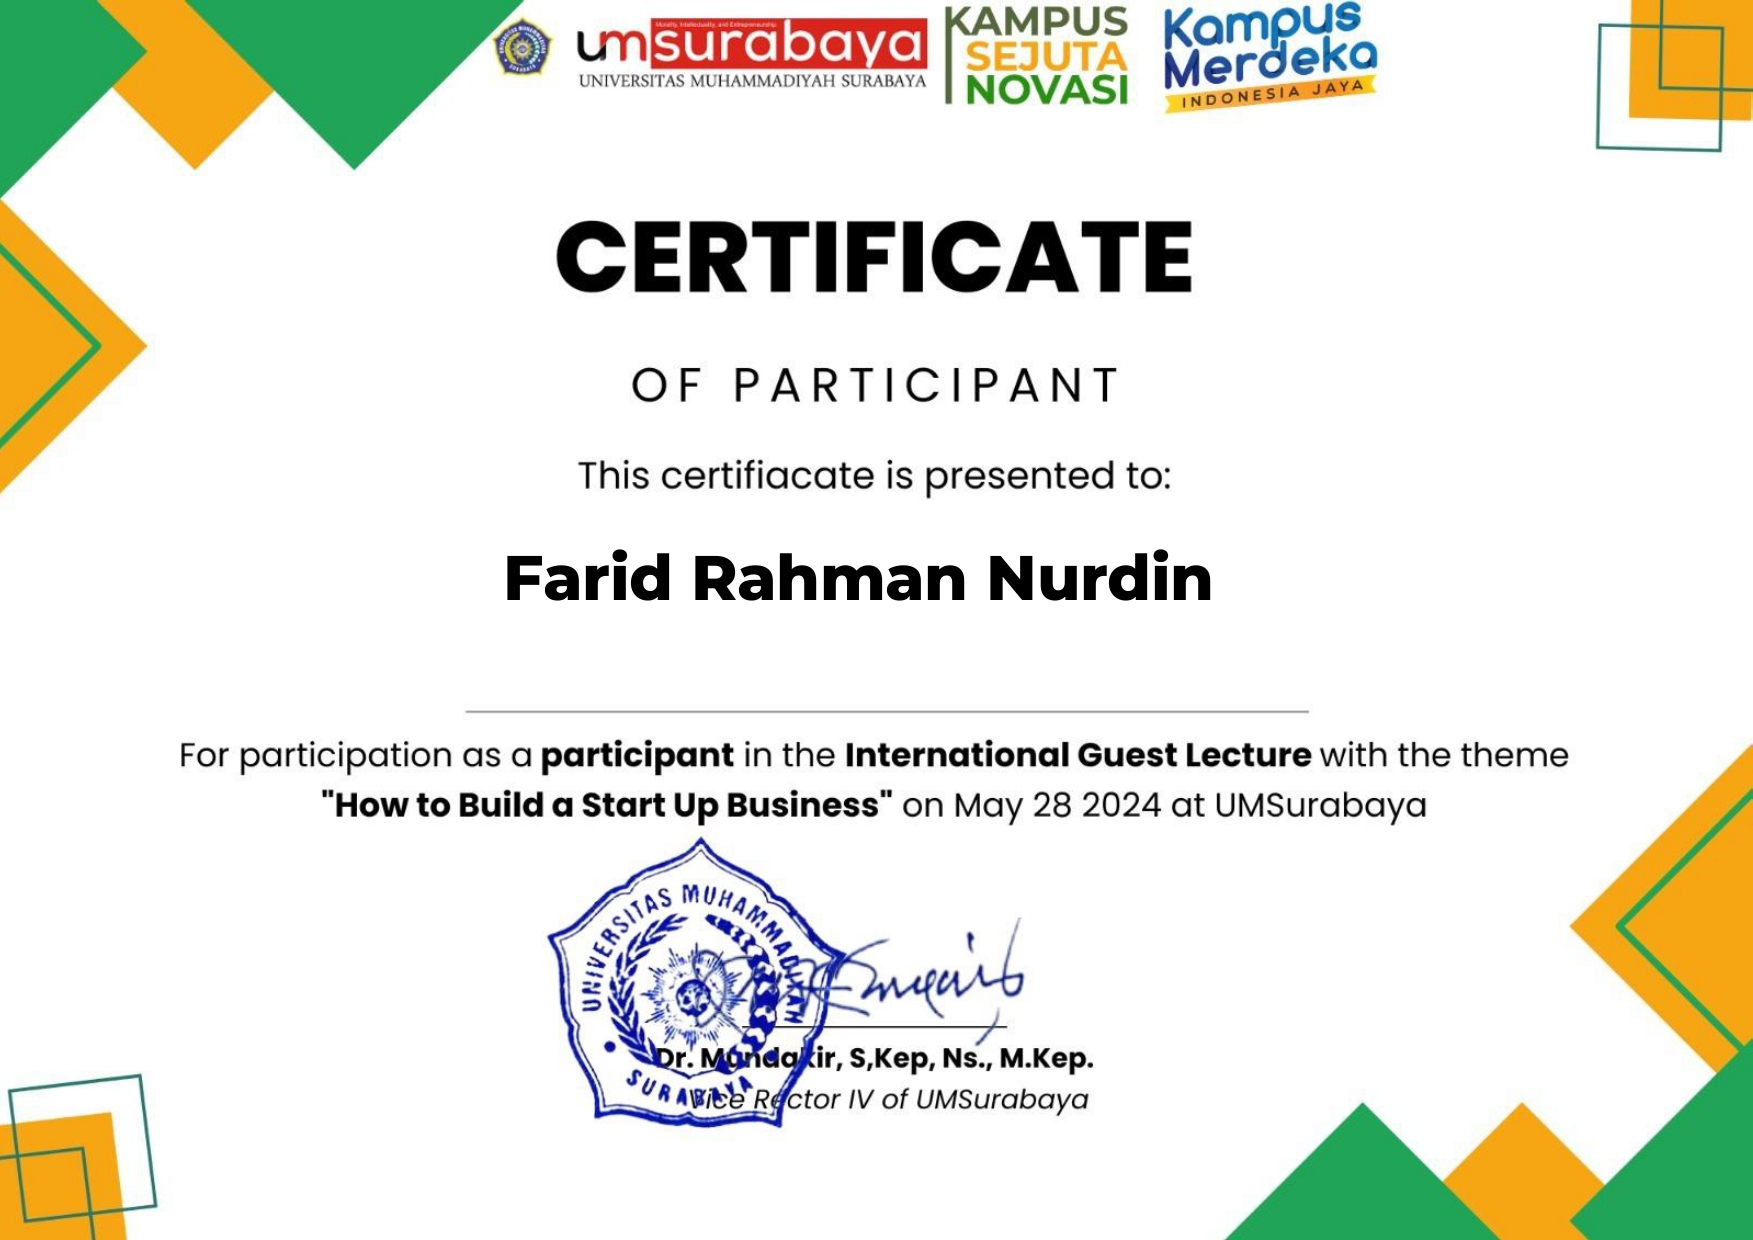 Morality, Intellectuality, and Entrepreneurship
umsurabaya
UNIVERSITAS MUHAMMADIYAH SURABAYA
KAMPUS
SEJUTA
NOVASI
Kampus
Merdeka
INDONESIA JAYA
CERTIFICATE
OF PARTICIPANT
This certifiacate is presented to:
Farid Rahman Nurdin
For participation as a participant in the International Guest Lecture with the theme
"How to Build a Start Up Business" on May 28 2024 at UMSurabaya
UNIVERSITAS MUHAMMADIYAH
SURABAYA
Dr. Mundakir, S,Kep, Ns., M.Kep.
Vice Rector IV of UMSurabaya